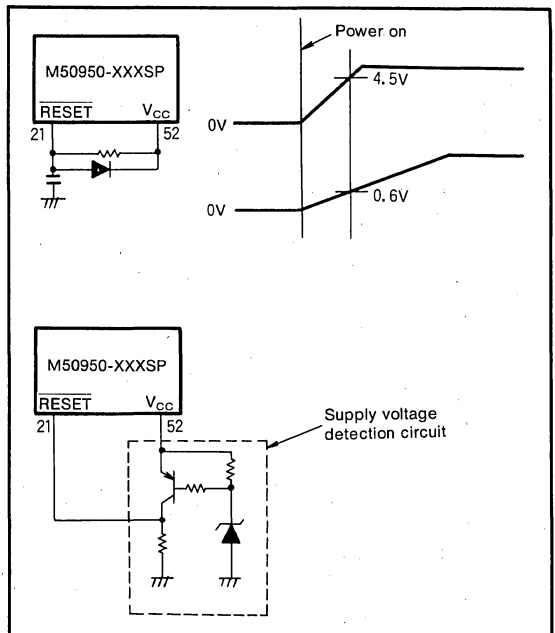 Power on
M50950-XXXSP
RESET VCC
21 52
4.5V
0V
0.6V
0V
M50950-XXXSP
RESET VCC
21 52
Supply voltage
detection circuit